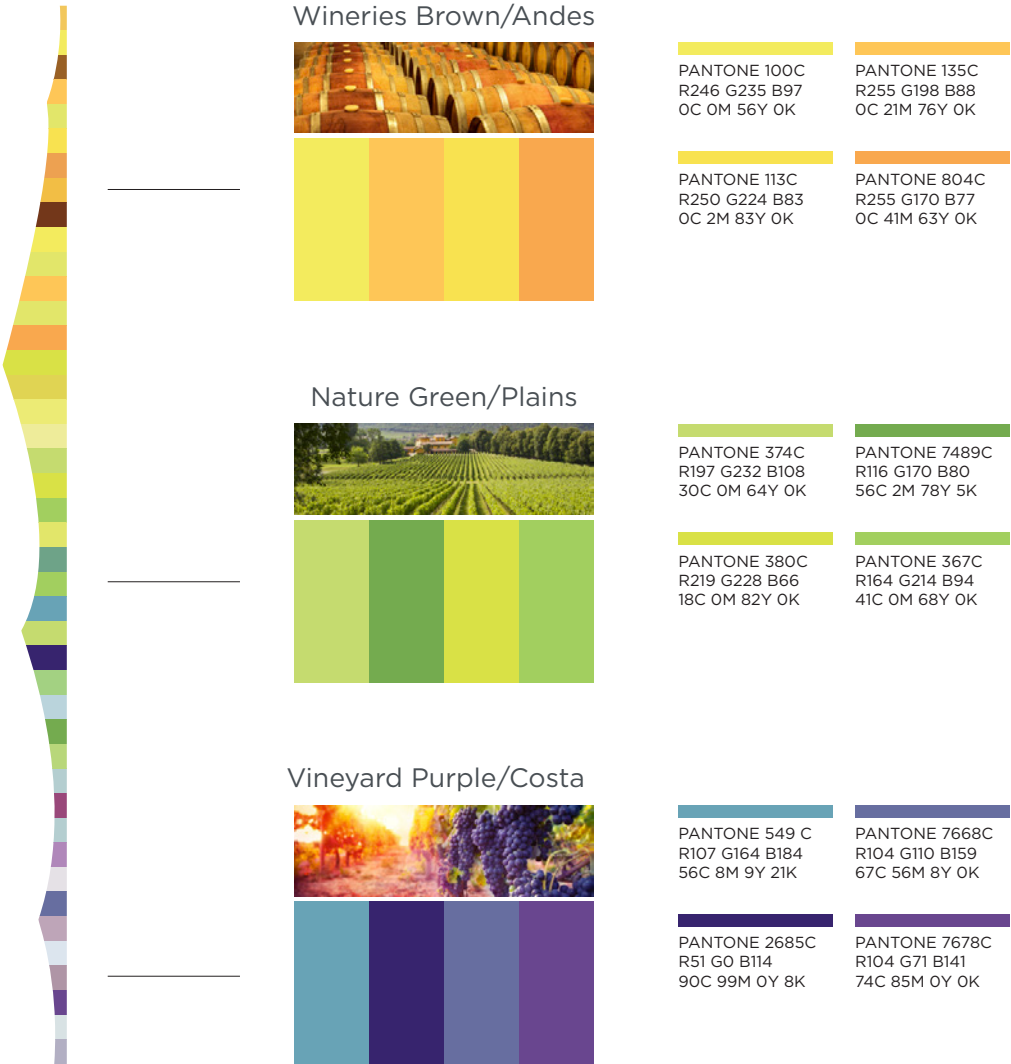 Wineries Brown/Andes
PANTONE 100C
R246 G235 B97
0C 0M 56Y 0K
PANTONE 135C
R255 G198 B88
0C 21M 76Y 0K
PANTONE 113C
R250 G224 B83
0C 2M 83Y 0K
PANTONE 804C
R255 G170 B77
0C 41M 63Y 0K
Nature Green/Plains
PANTONE 374C
R197 G232 B108
30C 0M 64Y 0K
PANTONE 7489C
R116 G170 B80
56C 2M 78Y 5K
PANTONE 380C
R219 G228 B66
18C 0M 82Y 0K
PANTONE 367C
R164 G214 B94
41C 0M 68Y 0K
Vineyard Purple/Costa
PANTONE 549 C
R107 G164 B184
56C 8M 9Y 21K
PANTONE 7668C
R104 G110 B159
67C 56M 8Y 0K
PANTONE 2685C
R51 G0 B114
90C 99M 0Y 8K
PANTONE 7678C
R104 G71 B141
74C 85M 0Y 0K